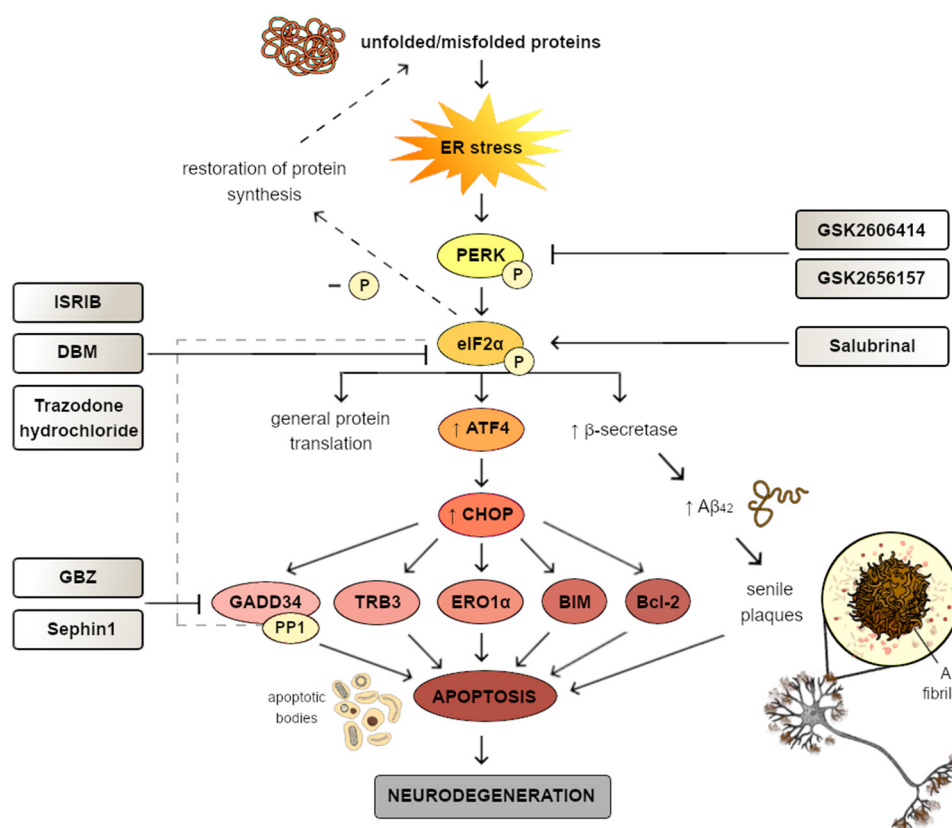 unfolded/misfolded proteins
ER stress
restoration of protein
synthesis
PERK
P
GSK2606414
GSK2656157
– P
ISRIB
DBM
Trazodone
hydrochloride
eIF2α
P
Salubrinal
general protein
translation
↑ ATF4
↑ β-secretase
↑ CHOP
↑ Aβ42
GBZ
Sephin1
GADD34
PP1
TRB3
ERO1α
BIM
Bcl-2
senile
plaques
A
fibril
apoptotic
bodies
APOPTOSIS
NEURODEGENERATION